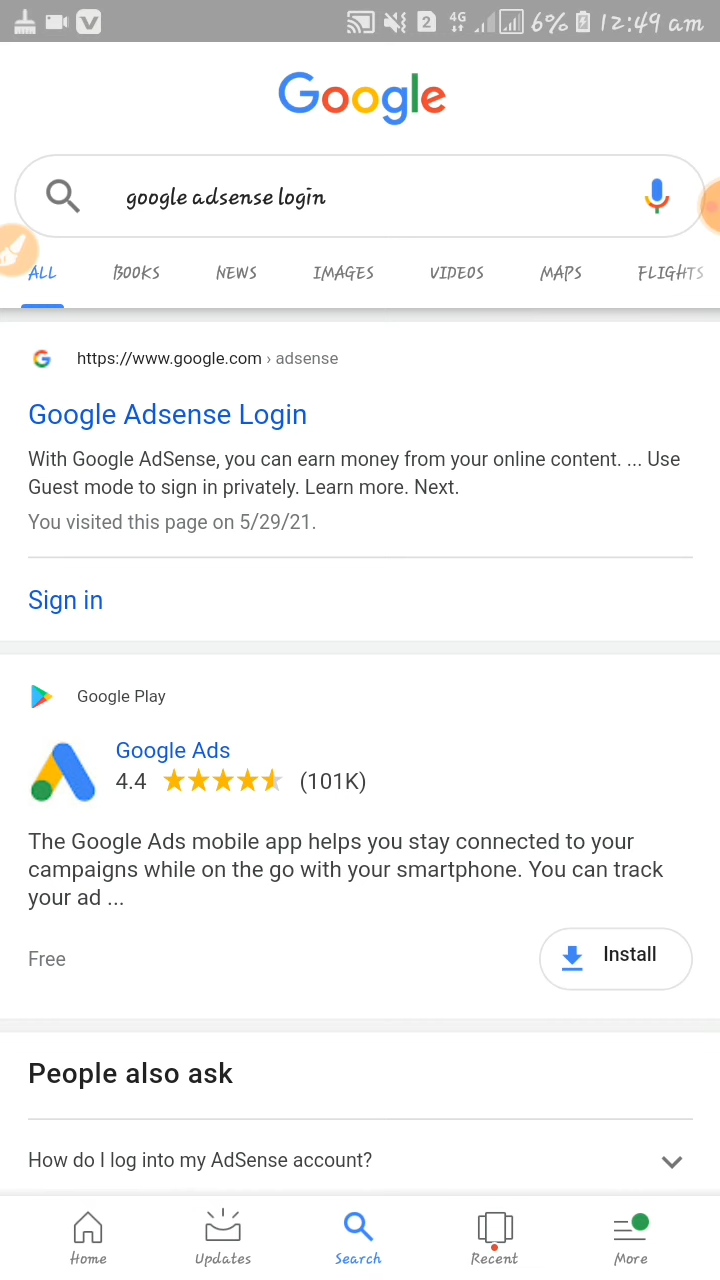 2 4G 6% 12:49 am
Google
google adsense login
ALL BOOKS NEWS IMAGES VIDEOS MAPS FLIGHTS
https://www.google.com › adsense
Google Adsense Login
With Google AdSense, you can earn money from your online content. ... Use
Guest mode to sign in privately. Learn more. Next.
You visited this page on 5/29/21.
Sign in
Google Play
Google Ads
4.4 (101K)
The Google Ads mobile app helps you stay connected to your
campaigns while on the go with your smartphone. You can track
your ad ...
Free Install
People also ask
How do I log into my AdSense account?
Home Updates Search Recent More